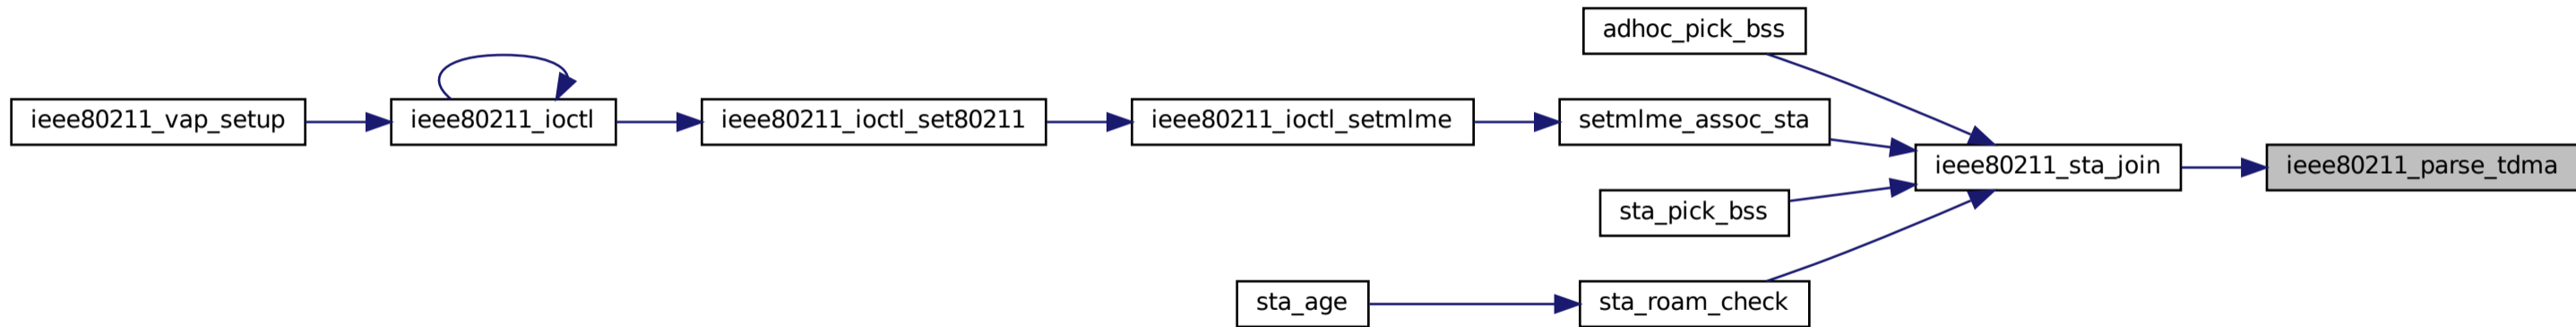 adhoc_pick_bss
ieee80211_vap_setup
ieee80211_ioctl
ieee80211_ioctl_set80211
ieee80211_ioctl_setmlme
setmlme_assoc_sta
ieee80211_sta_join
ieee80211_parse_tdma
sta_pick_bss
sta_age
sta_roam_check